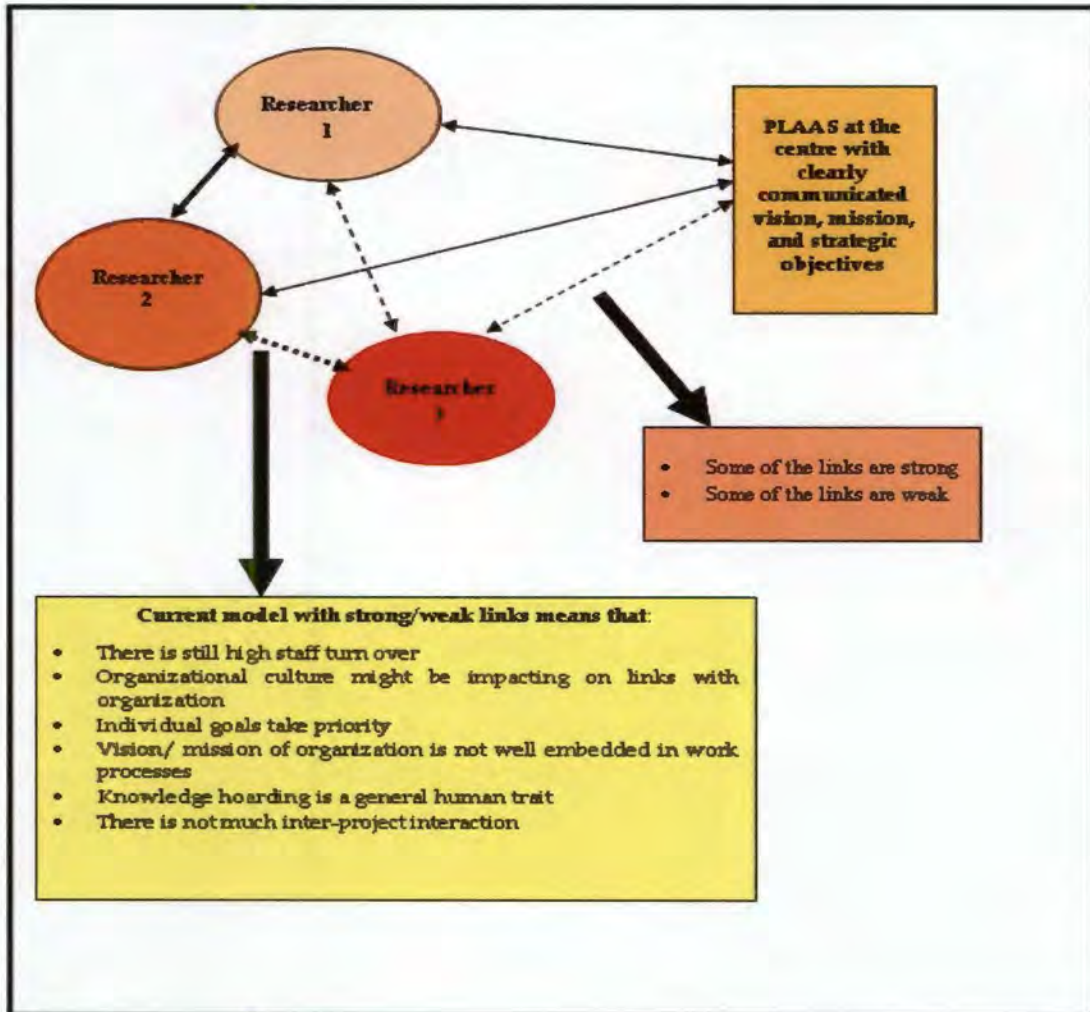 Researcher
1
PLAAS at the
centre with
clearly
communicated
vision, mission,
and strategic
objectives
Researcher
2
Researcher
• Some of the links are strong
• Some of the links are weak
Current model with strong/weak links means that:
• There is still high staff turn over
• Organizational culture might be impacting on links with
organization
• Individual goals take priority
• Vision/ mission of organization is not well embedded in work
processes
• Knowledge hoarding is a general human trait
• There is not much inter-project interaction